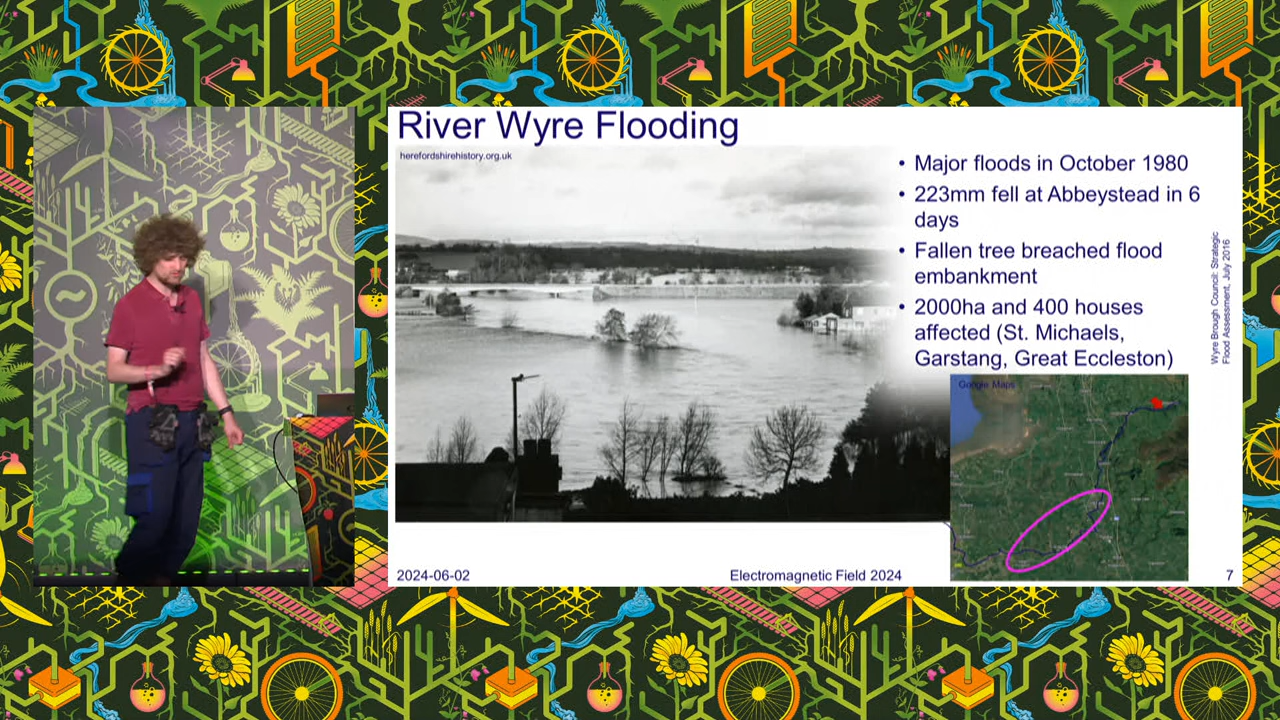 River Wyre Flooding
herefordshirehistory.org.uk
• Major floods in October 1980
• 223mm fell at Abbeystead in 6
days
• Fallen tree breached flood
embankment
• 2000ha and 400 houses
affected (St. Michaels,
Garstang, Great Eccleston)
Wyre Brough Council: Strategic
Flood Assessment, July 2016
Google Maps
2024-06-02
Electromagnetic Field 2024
7